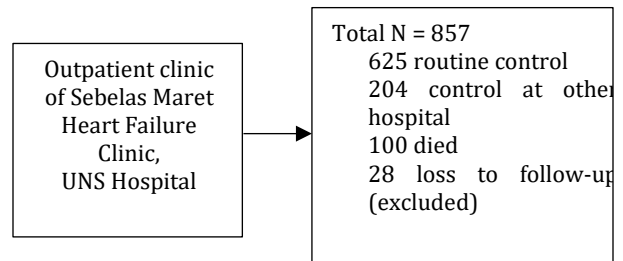 Outpatient clinic
of Sebelas Maret
Heart Failure
Clinic,
UNS Hospital
Total N = 857
625 routine control
204 control at other
hospital
100 died
28 loss to follow-up
(excluded)